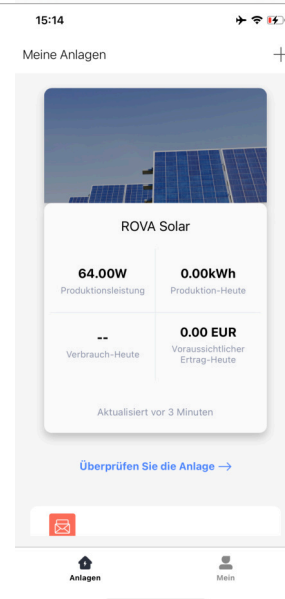 15:14
Meine Anlagen
ROVA Solar
64.00W
0.00kWh
Produktionsleistung
Produktion-Heute
--
0.00 EUR
Verbrauch-Heute
Voraussichtlicher
Ertrag-Heute
Aktualisiert vor 3 Minuten
Überprüfen Sie die Anlage →
Anlagen
Mein